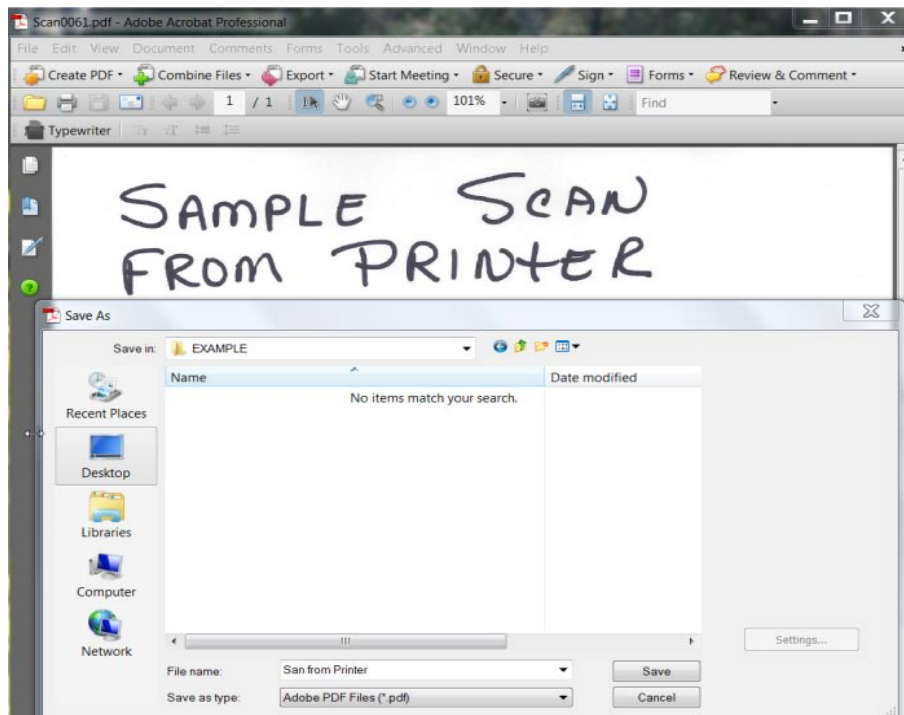 Scan0061.pdf - Adobe Acrobat Professional
File Edit View Document Comments Forms Tools Advanced Window Help
Create PDF Combine Files Export Start Meeting Secure Sign Forms Review & Comment
1 / 1 101% Find
Typewriter
SAMPLE SCAN
FROM PRINTER
Save As
Save in: EXAMPLE
Name Date modified
No items match your search.
Recent Places
Desktop
Libraries
Computer
Network
Settings...
File name: San from Printer Save
Save as type: Adobe PDF Files (*.pdf) Cancel